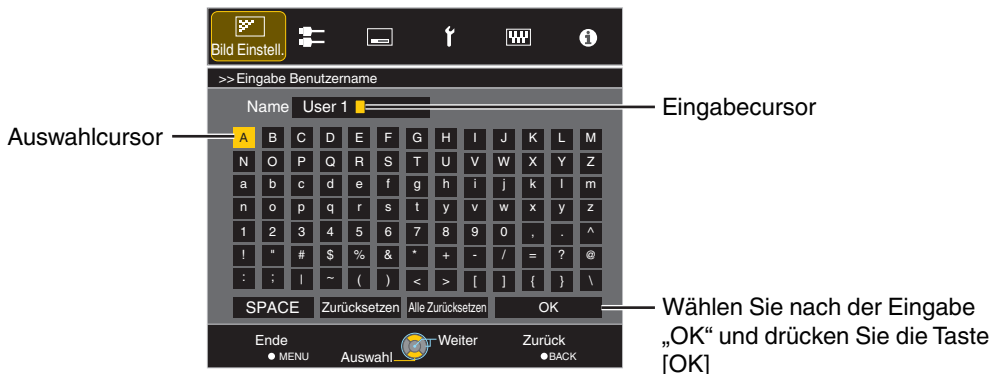 Bild Einstell.
>>Eingabe Benutzername
Name User 1
Eingabecursor
Auswahlcursor
A B C D E F G H I J K L M
N O P Q R S T U V W X Y Z
a b c d e f g h i j k l m
n o p q r s t y v w x y z
1 2 3 4 5 6 7 8 9 0 , . ^
! " # $ % & * + - / = ? @
: ; | ~ ( ) < > [ ] { } \
SPACE Zurücksetzen Alle Zurücksetzen OK
Wählen Sie nach der Eingabe
„OK“ und drücken Sie die Taste
[OK]
Ende Weiter Zurück
MENU Auswahl BACK